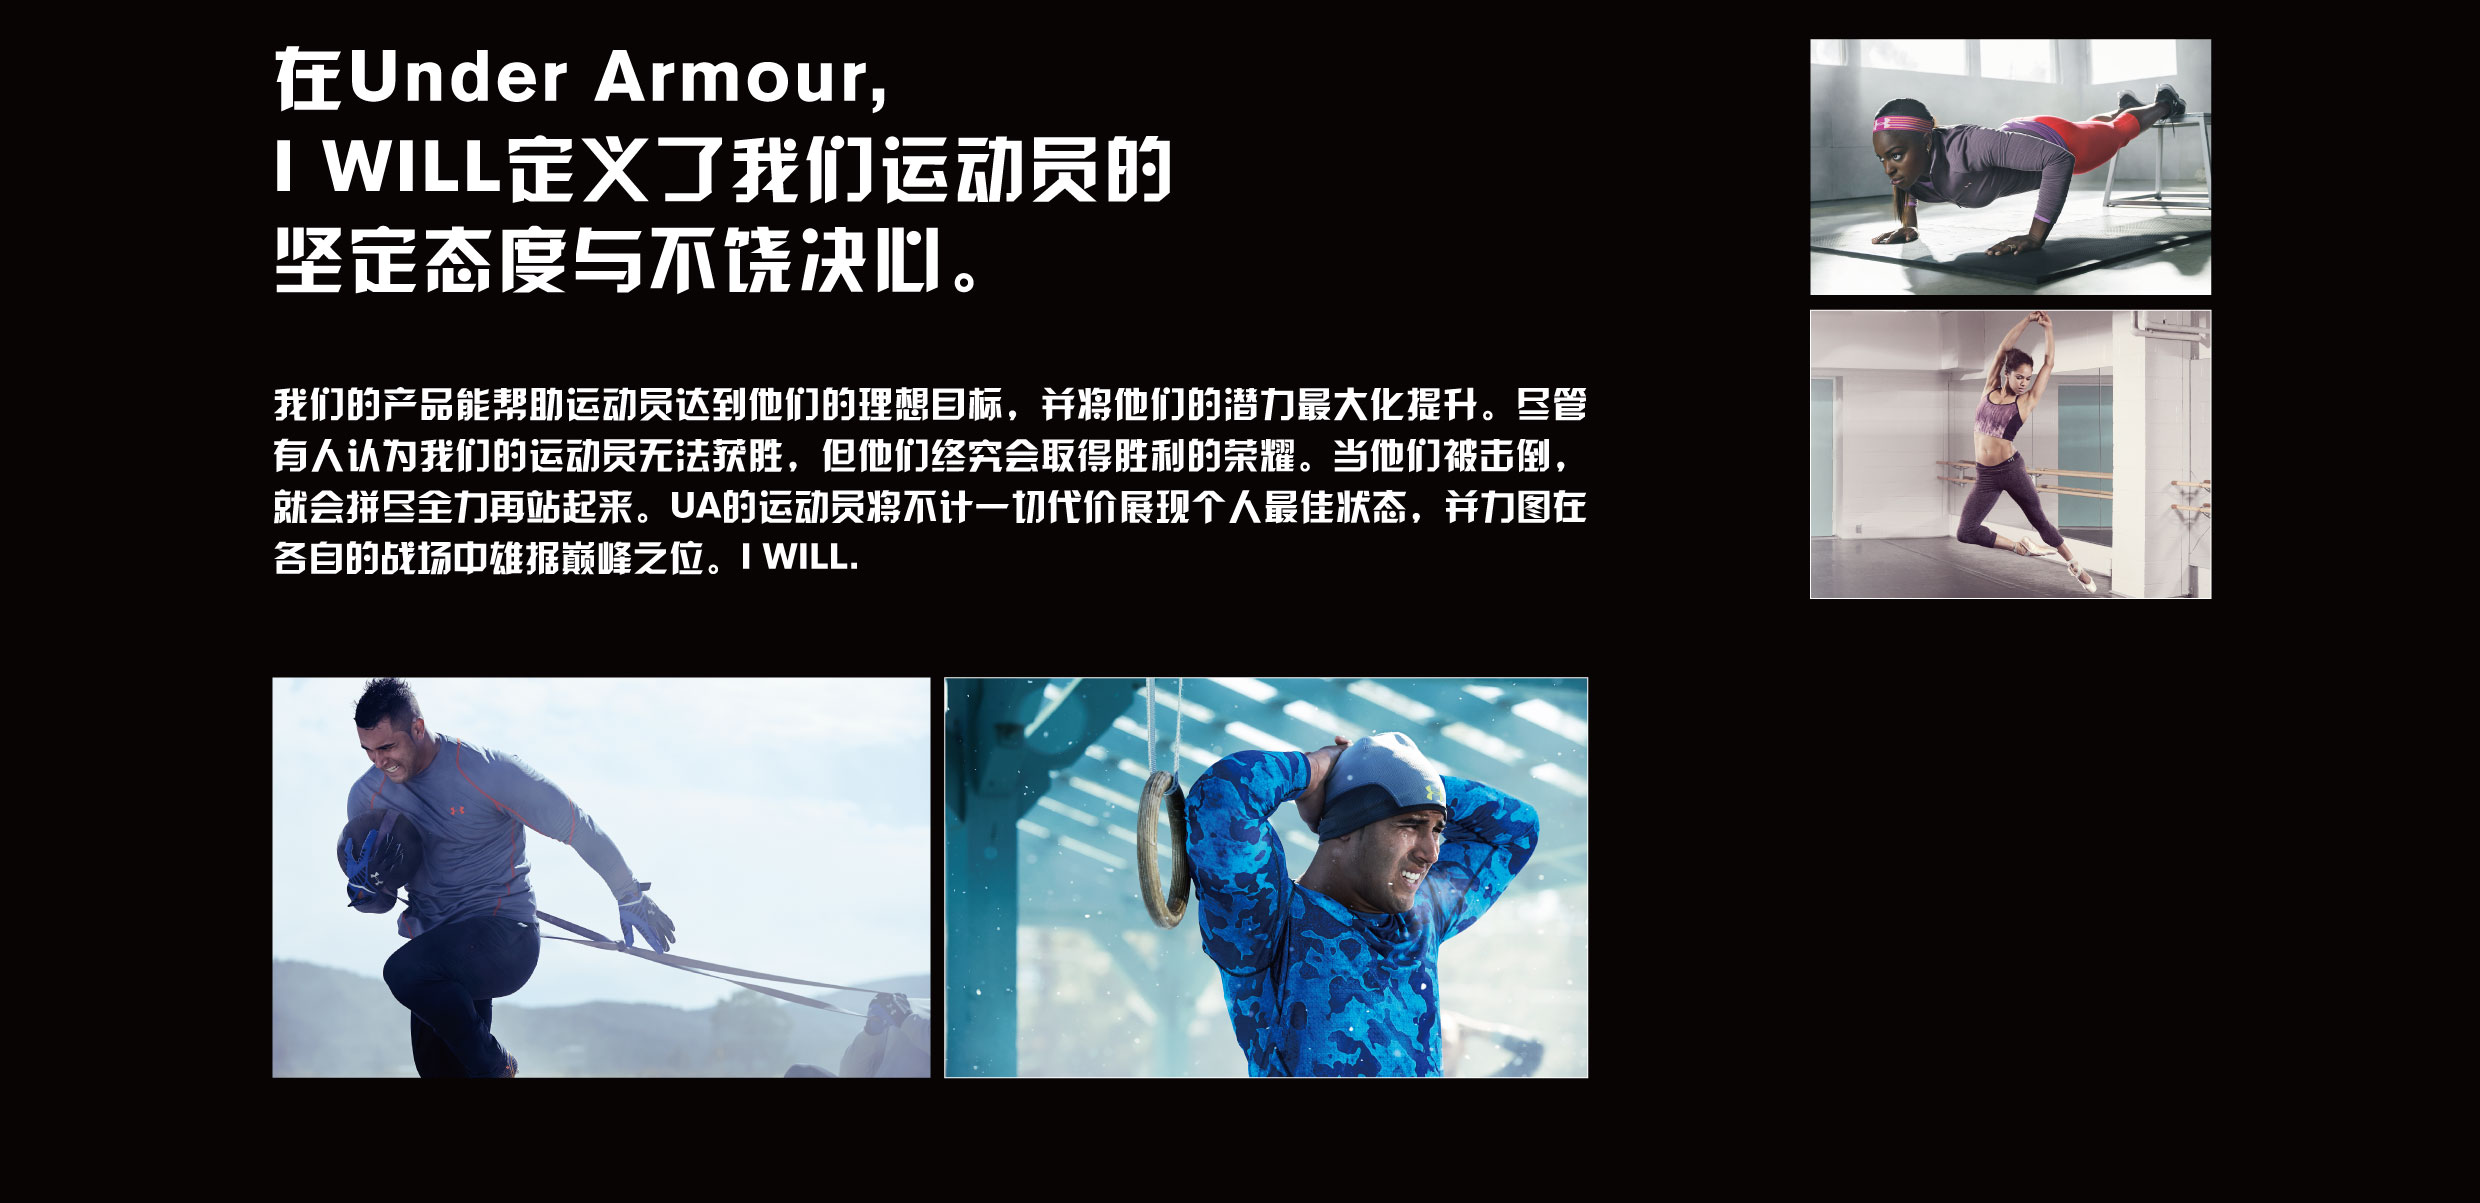 在Under Armour,
I WILL定义了我们运动员的
坚定态度与不饶决心。
我们的产品能帮助运动员达到他们的理想目标，并将他们的潜力最大化提升。尽管
有人认为我们的运动员无法获胜，但他们终究会取得胜利的荣耀。当他们被击倒，
就会拼尽全力再站起来。UA的运动员将不计一切代价展现个人最佳状态，并力图在
各自的战场中雄据巅峰之位。I WILL.